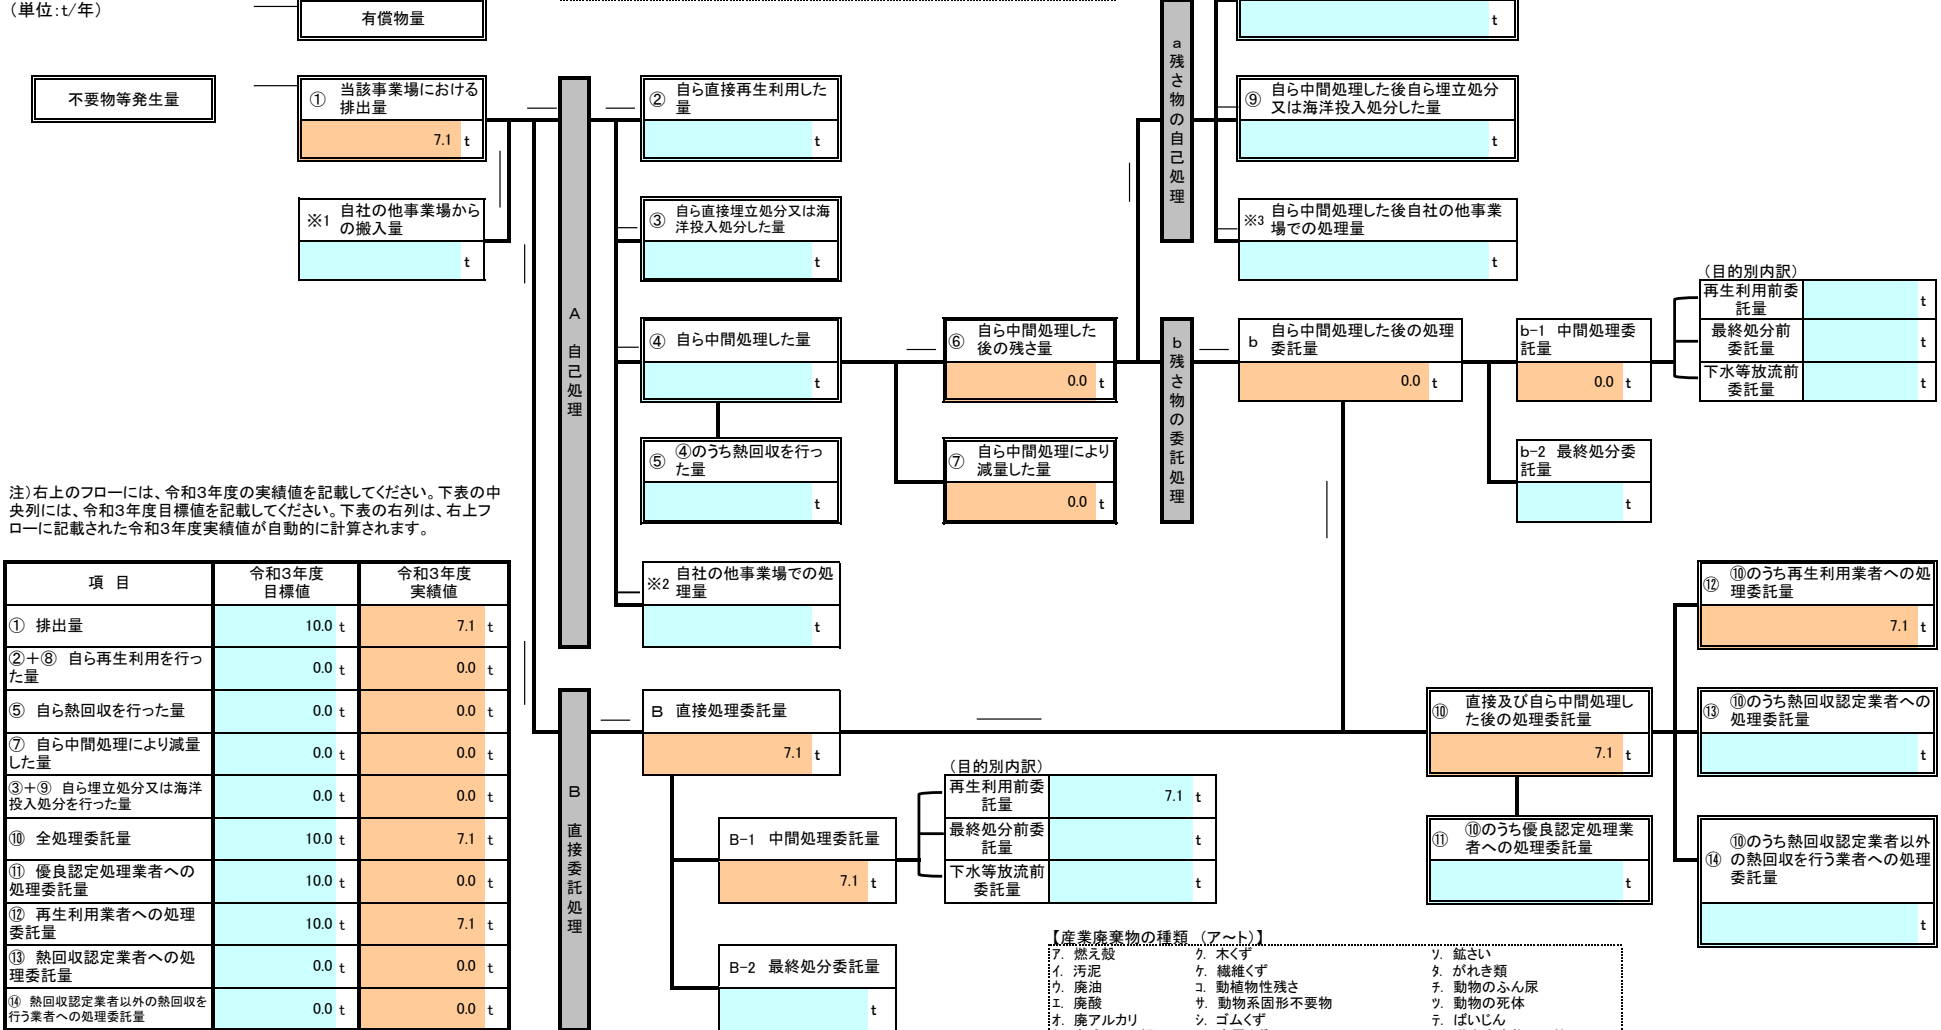 （単位:t/年）
有償物量
t
不要物等発生量
① 当該事業場における
排出量
7.1 t
※1 自社の他事業場から
の搬入量
t
A 自己処理
② 自ら直接再生利用した
量
t
③ 自ら直接埋立処分又は海
洋投入処分した量
t
④ 自ら中間処理した量
t
⑤ ④のうち熱回収を行っ
た量
t
※2 自社の他事業場での処
理量
t
⑥ 自ら中間処理した
後の残さ量
0.0 t
⑦ 自ら中間処理により
減量した量
0.0 t
a残さ物の自己処理
⑨ 自ら中間処理した後自ら埋立処分
又は海洋投入処分した量
t
※3 自ら中間処理した後自社の他事業
場での処理量
t
b残さ物の委託処理
b 自ら中間処理した後の処理
委託量
0.0 t
b-1 中間処理委
託量
0.0 t
b-2 最終処分委
託量
t
（目的別内訳）
再生利用前委
託量
t
最終処分前
委託量
t
下水等放流前
委託量
t
注）右上のフローには、令和3年度の実績値を記載してください。下表の中
央列には、令和3年度目標値を記載してください。下表の右列は、右上フ
ローに記載された令和3年度実績値が自動的に計算されます。
項 目 令和3年度
目標値 令和3年度
実績値
① 排出量 10.0 t 7.1 t
②＋⑧ 自ら再生利用を行っ
た量 0.0 t 0.0 t
⑤ 自ら熱回収を行った量 0.0 t 0.0 t
⑦ 自ら中間処理により減量
した量 0.0 t 0.0 t
③＋⑨ 自ら埋立処分又は海洋
投入処分を行った量 0.0 t 0.0 t
⑩ 全処理委託量 10.0 t 7.1 t
⑪ 優良認定処理業者への
処理委託量 10.0 t 0.0 t
⑫ 再生利用業者への処理
委託量 10.0 t 7.1 t
⑬ 熱回収認定業者への処
理委託量 0.0 t 0.0 t
⑭ 熱回収認定業者以外の熱回収を
行う業者への処理委託量 0.0 t 0.0 t
B 直接委託処理
B 直接処理委託量
7.1 t
B-1 中間処理委託量
7.1 t
B-2 最終処分委託量
t
（目的別内訳）
再生利用前委
託量
7.1 t
最終処分前委
託量
t
下水等放流前
委託量
t
⑩ 直接及び自ら中間処理し
た後の処理委託量
7.1 t
⑪ ⑩のうち優良認定処理業
者への処理委託量
t
⑫ ⑩のうち再生利用業者への処
理委託量
7.1 t
⑬ ⑩のうち熱回収認定業者への
処理委託量
t
⑭ ⑩のうち熱回収認定業者以外
の熱回収を行う業者への処理
委託量
t
【産業廃棄物の種類 （ア～ト）】
ア. 燃え殻 ク. 木くず ソ. 鉱さい
イ. 汚泥 ケ. 繊維くず タ. がれき類
ウ. 廃油 コ. 動植物性残さ チ. 動物のふん尿
エ. 廃酸 サ. 動物系固形不要物 ツ. 動物の死体
オ. 廃アルカリ シ. ゴムくず テ. ばいじん